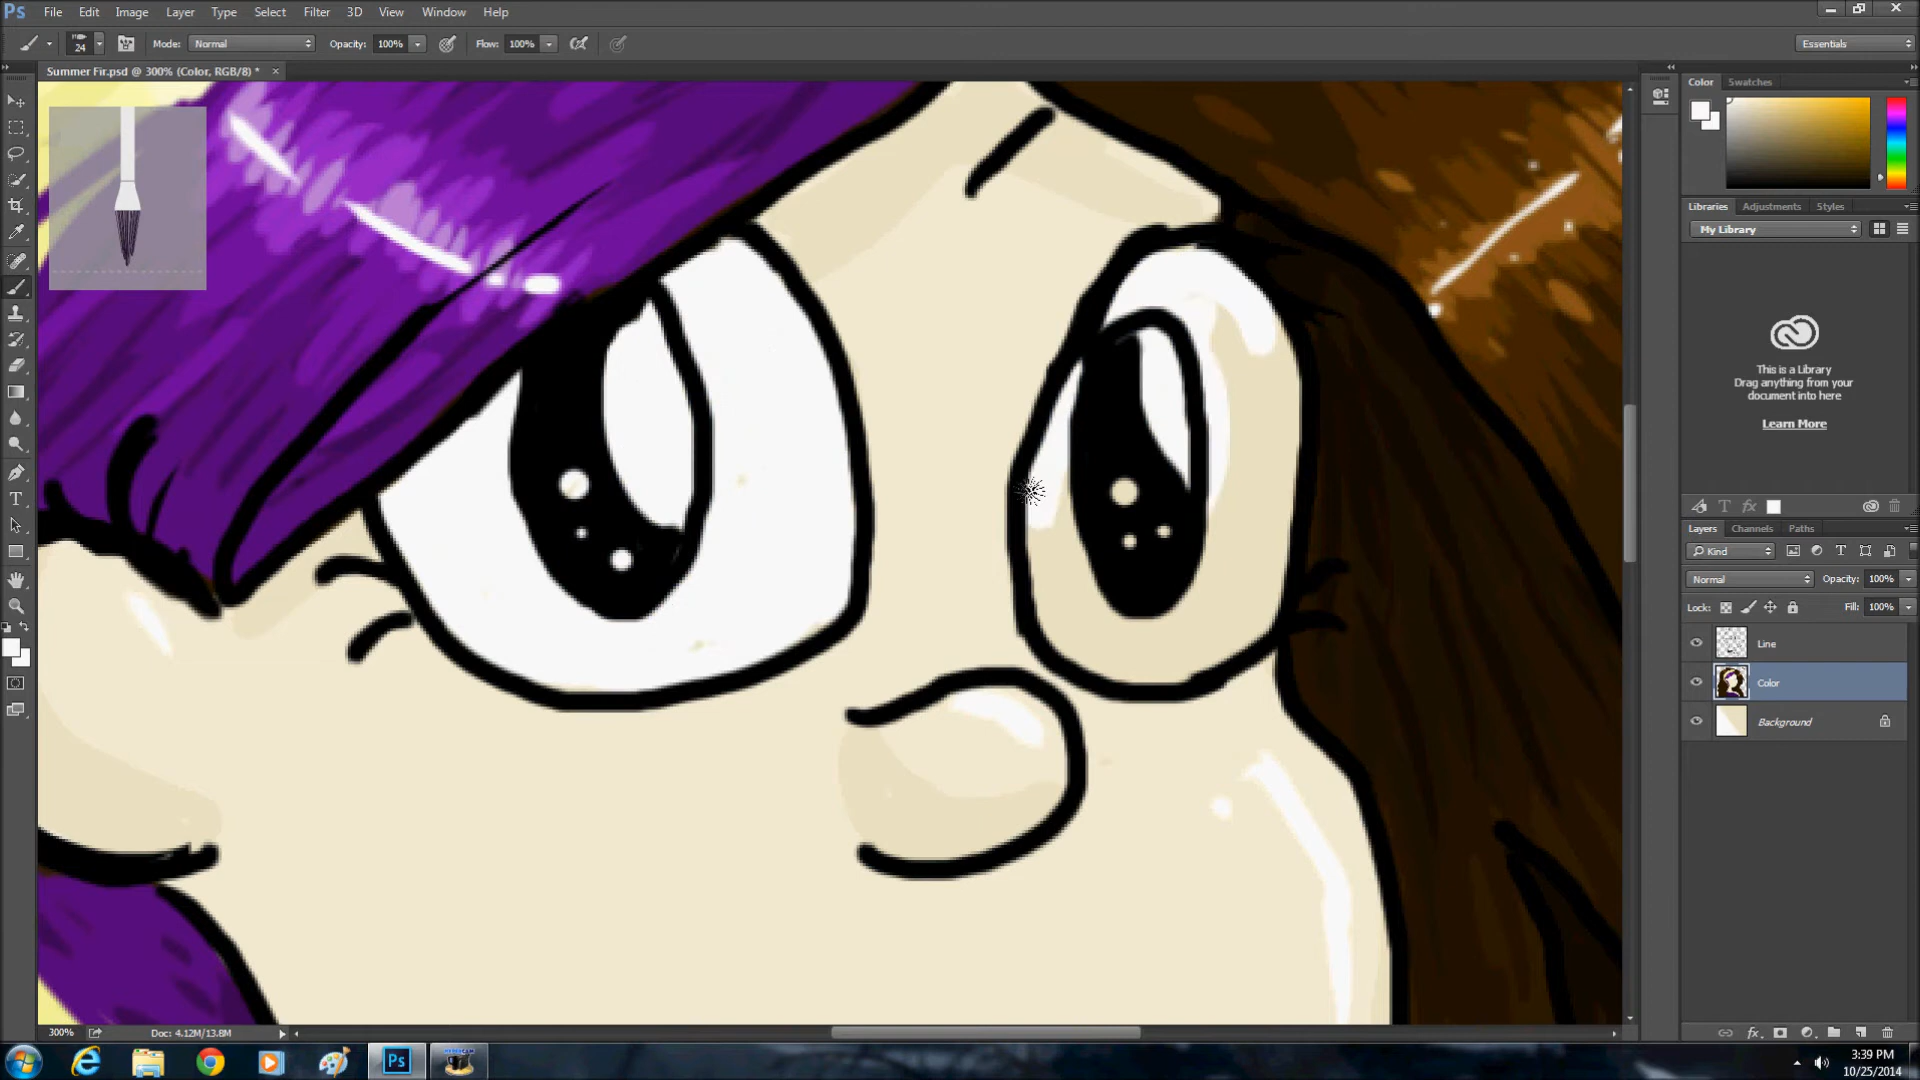 Ps File Edit Image Layer Type Select Filter 3D View Window Help
24 Mode: Normal Opacity: 100% Flow: 100% Essentials
Summer Fir.psd @ 300% (Color, RGB/8) * ×
Color Swatches
Libraries Adjustments Styles
My Library
This is a Library
Drag anything from your
document into here
Learn More
Layers Channels Paths
Kind
Normal Opacity: 100%
Lock: Fill: 100%
Line
Color
Background
300% Doc: 4.12M/13.8M
Ps
3:39 PM
10/25/2014